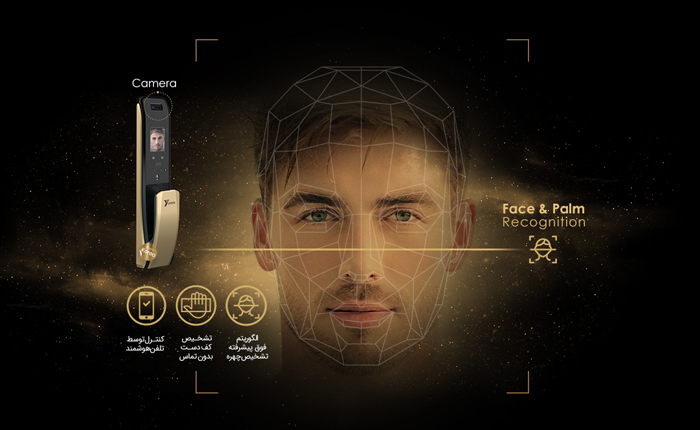 Camera
Face & Palm
Recognition
الگوریتم
فوق پیشرفته
تشخیص‌چهره
تشخیص
کف دست
بدون تماس
کنترل توسط
تلفن‌هوشمند